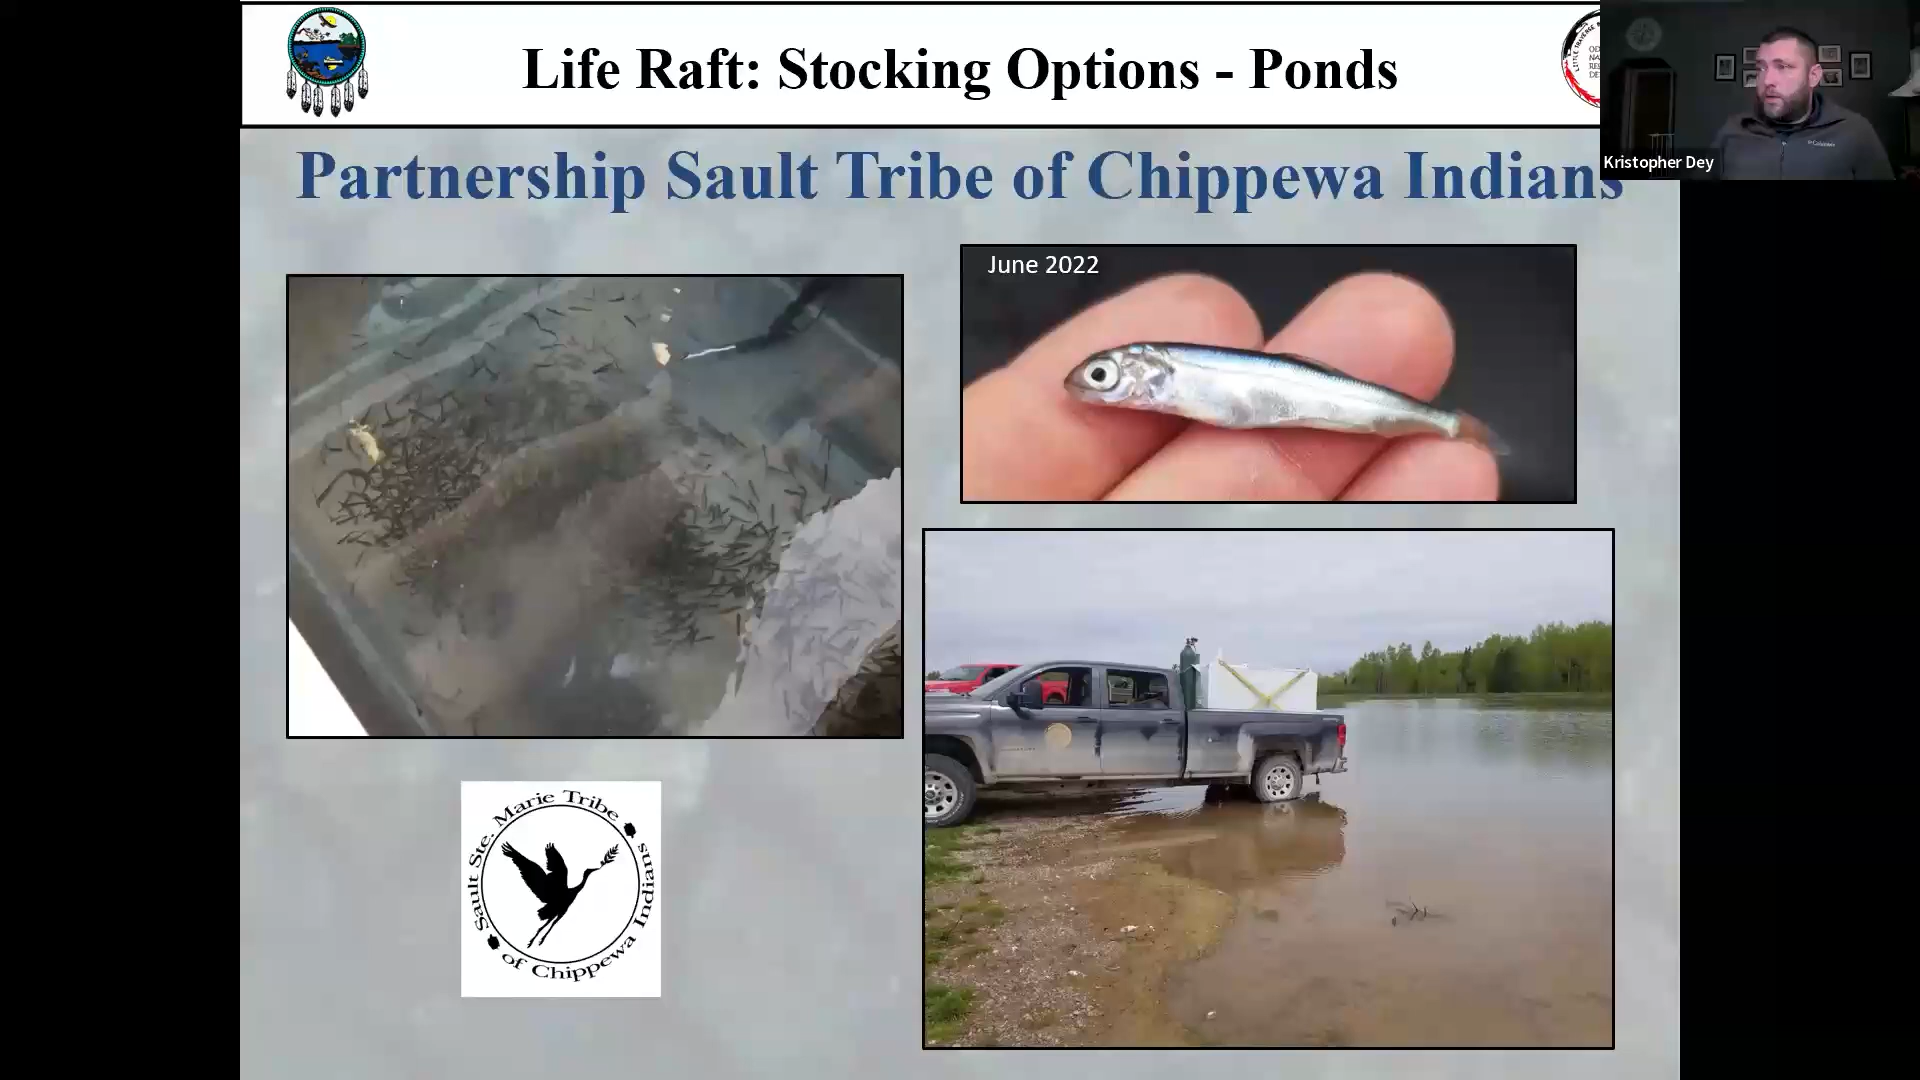 Life Raft: Stocking Options - Ponds
Kristopher Dey
Partnership Sault Tribe of Chippewa Indians
June 2022
Sault Ste. Marie Tribe
of Chippewa Indians